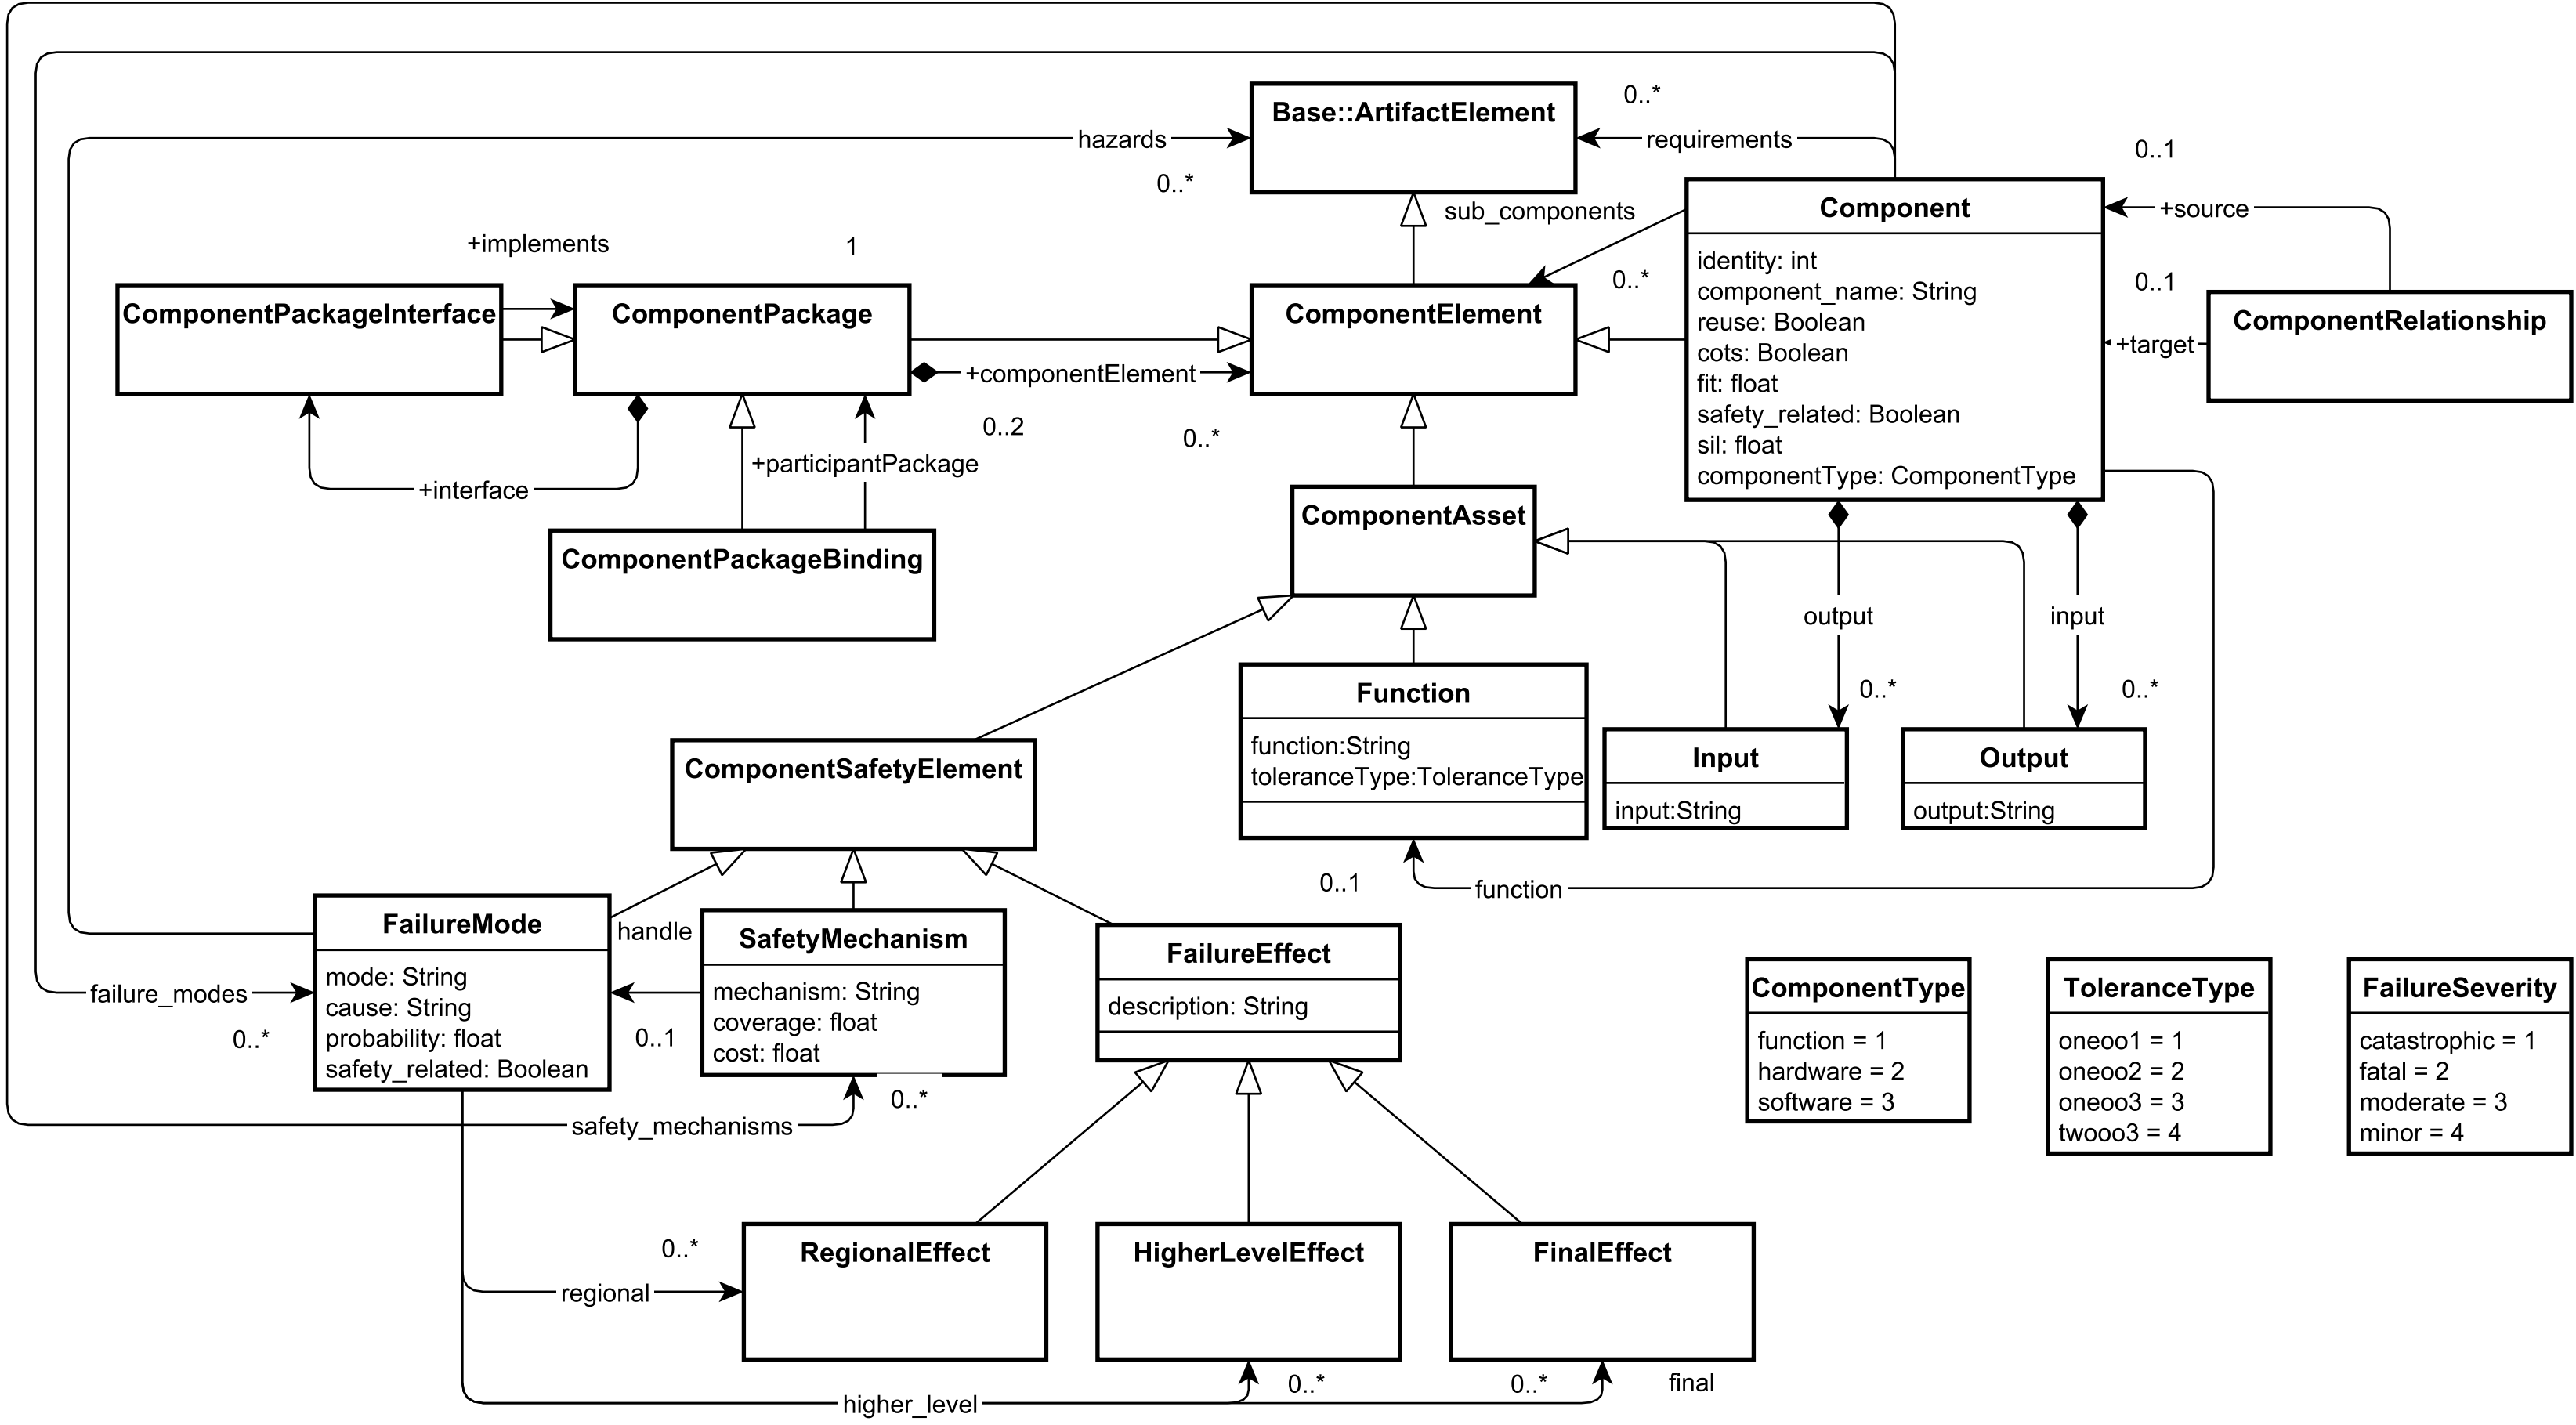 Base::ArtifactElement
0..*
hazards
requirements
0..*
0..1
sub_components
+source
+implements
1
Component
identity: int
component_name: String
reuse: Boolean
cots: Boolean
fit: float
safety_related: Boolean
sil: float
componentType: ComponentType
0..*
0..1
ComponentPackageInterface
ComponentPackage
ComponentElement
ComponentRelationship
+target
+componentElement
0..2
0..*
+participantPackage
+interface
ComponentAsset
ComponentPackageBinding
output
input
0..*
0..*
Function
function:String
toleranceType:ToleranceType
Input
input:String
Output
output:String
ComponentSafetyElement
0..1
function
FailureMode
mode: String
cause: String
probability: float
safety_related: Boolean
handle
SafetyMechanism
mechanism: String
coverage: float
cost: float
FailureEffect
description: String
failure_modes
0..*
0..1
0..*
safety_mechanisms
ComponentType
function = 1
hardware = 2
software = 3
ToleranceType
oneoo1 = 1
oneoo2 = 2
oneoo3 = 3
twooo3 = 4
FailureSeverity
catastrophic = 1
fatal = 2
moderate = 3
minor = 4
0..*
regional
RegionalEffect
HigherLevelEffect
FinalEffect
0..*
0..*
final
higher_level